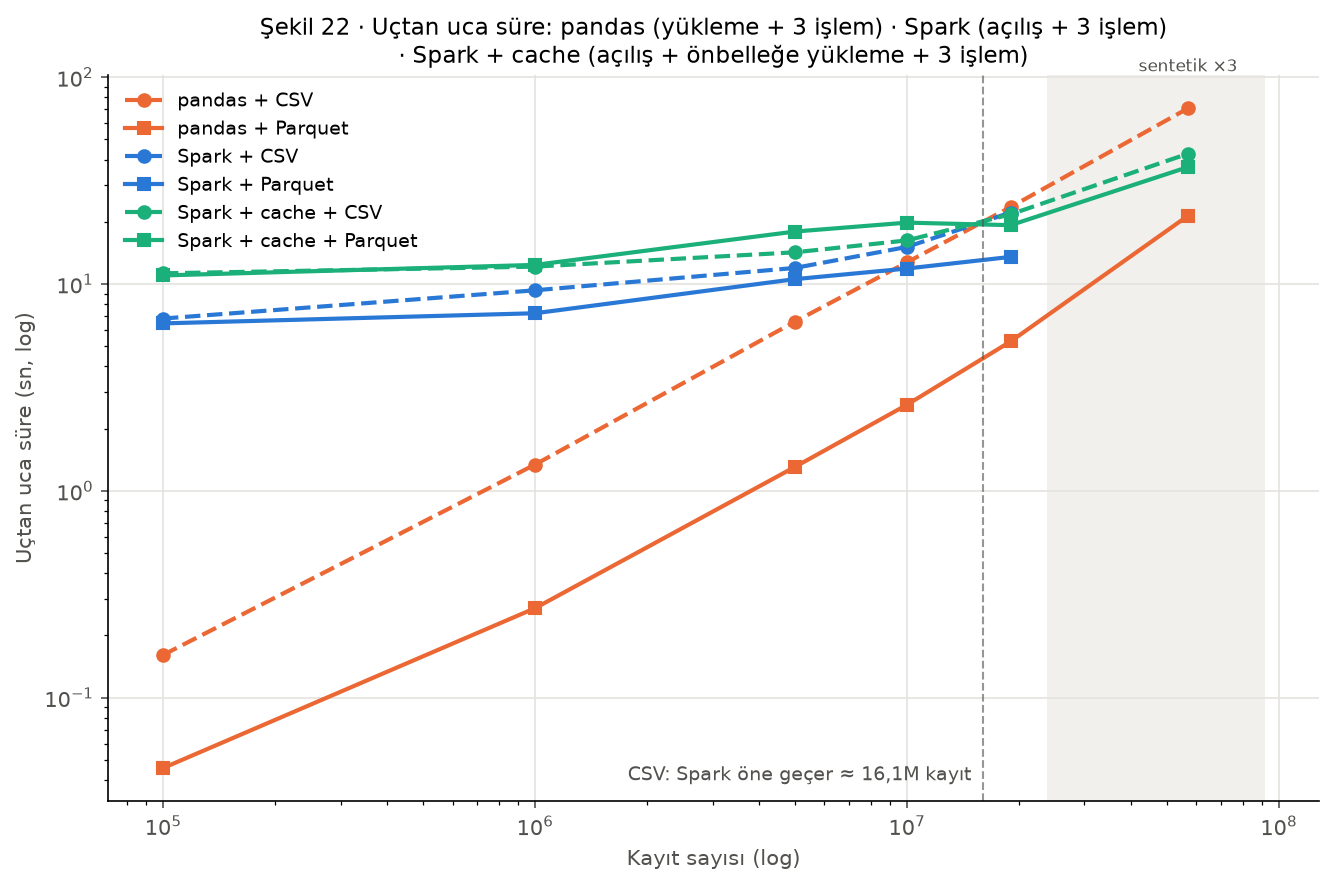 Şekil 22 · Uçtan uca süre: pandas (yükleme + 3 işlem) · Spark (açılış + 3 işlem)
· Spark + cache (açılış + önbelleğe yükleme + 3 işlem)
sentetik ×3
pandas + CSV
pandas + Parquet
Spark + CSV
Spark + Parquet
Spark + cache + CSV
Spark + cache + Parquet
10²
10¹
10⁰
10⁻¹
Uçtan uca süre (sn, log)
CSV: Spark öne geçer ≈ 16,1M kayıt
10⁵ 10⁶ 10⁷ 10⁸
Kayıt sayısı (log)